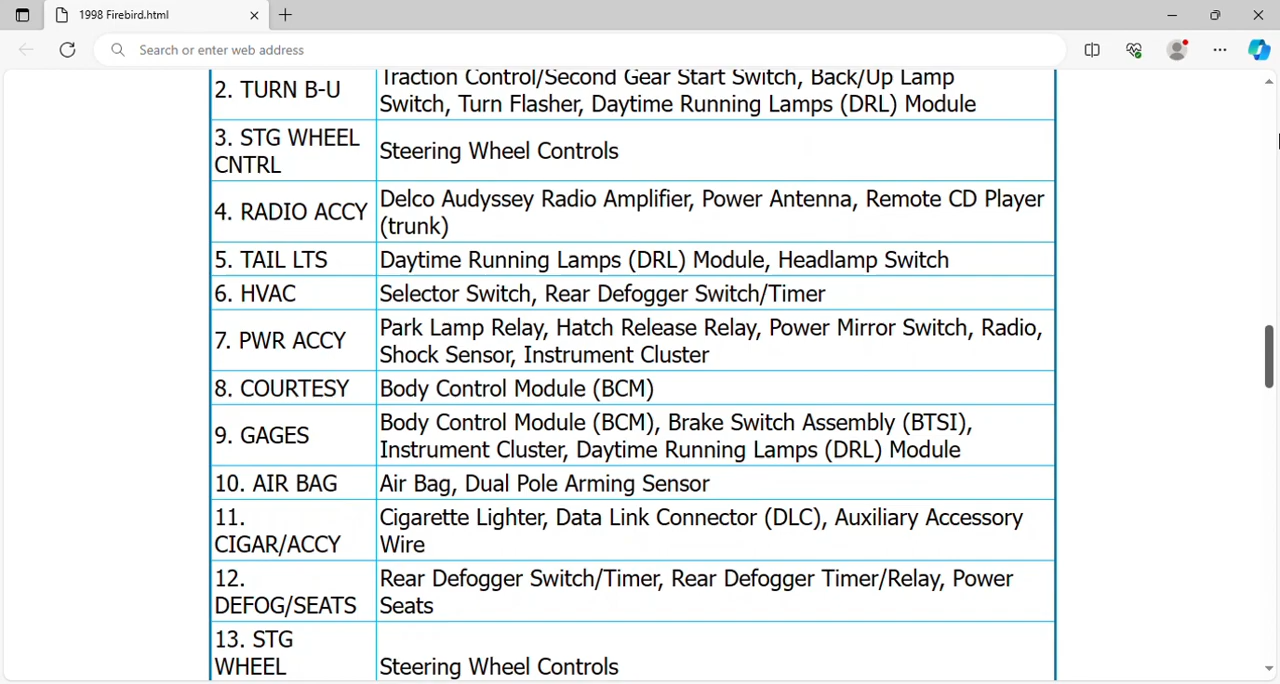 1998 Firebird.html
Search or enter web address
2. TURN B-U
Traction Control/Second Gear Start Switch, Back/Up Lamp
Switch, Turn Flasher, Daytime Running Lamps (DRL) Module
3. STG WHEEL
CNTRL
Steering Wheel Controls
4. RADIO ACCY
Delco Audyssey Radio Amplifier, Power Antenna, Remote CD Player
(trunk)
5. TAIL LTS
Daytime Running Lamps (DRL) Module, Headlamp Switch
6. HVAC
Selector Switch, Rear Defogger Switch/Timer
7. PWR ACCY
Park Lamp Relay, Hatch Release Relay, Power Mirror Switch, Radio,
Shock Sensor, Instrument Cluster
8. COURTESY
Body Control Module (BCM)
9. GAGES
Body Control Module (BCM), Brake Switch Assembly (BTSI),
Instrument Cluster, Daytime Running Lamps (DRL) Module
10. AIR BAG
Air Bag, Dual Pole Arming Sensor
11.
CIGAR/ACCY
Cigarette Lighter, Data Link Connector (DLC), Auxiliary Accessory
Wire
12.
DEFOG/SEATS
Rear Defogger Switch/Timer, Rear Defogger Timer/Relay, Power
Seats
13. STG
WHEEL
Steering Wheel Controls